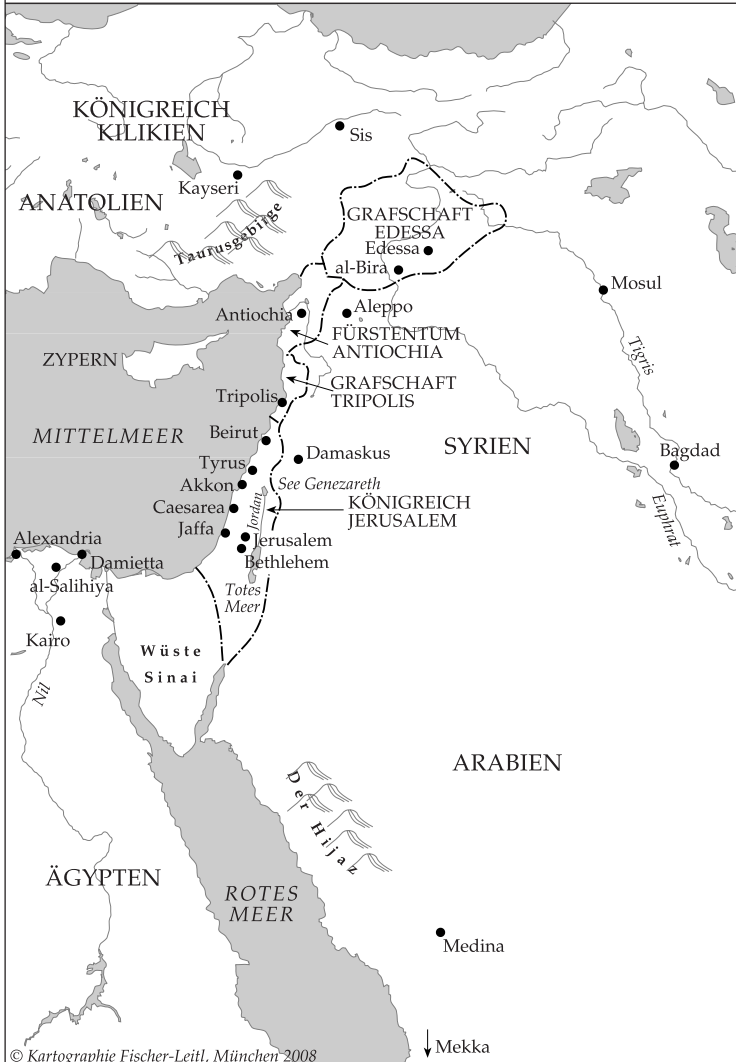 KÖNIGREICH
KILIKIEN
Sis
Kayseri
ANATOLIEN
Taurusgebirge
GRAFSCHAFT
EDESSA
Edessa
al-Bira
Mosul
Antiochia
Aleppo
FÜRSTENTUM
ANTIOCHIA
ZYPERN
Tigris
GRAFSCHAFT
TRIPOLIS
Tripolis
MITTELMEER
Beirut
SYRIEN
Damaskus
Bagdad
Tyrus
See Genezareth
Akkon
KÖNIGREICH
JERUSALEM
Caesarea
Jordan
Euphrat
Jaffa
Alexandria
Jerusalem
Damietta
Bethlehem
al-Salihiya
Totes
Meer
Kairo
Wüste
Sinai
Nil
ARABIEN
Der Hijaz
ÄGYPTEN
ROTES
MEER
Medina
Mekka
© Kartographie Fischer-Leitl, München 2008